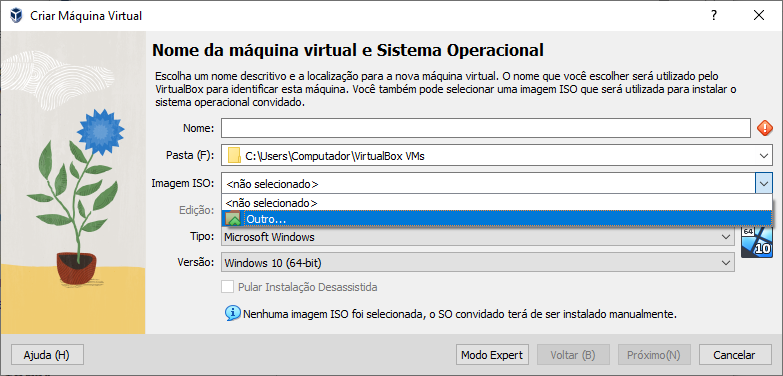 Criar Máquina Virtual
?
Nome da máquina virtual e Sistema Operacional
Escolha um nome descritivo e a localização para a nova máquina virtual. O nome que você escolher será utilizado pelo
VirtualBox para identificar esta máquina. Você também pode selecionar uma imagem ISO que será utilizada para instalar o
sistema operacional convidado.
Nome:
Pasta (F): C:\Users\Computador\VirtualBox VMs
Imagem ISO: <não selecionado>
<não selecionado>
Edição:
Outro...
Tipo: Microsoft Windows
64
10
Versão: Windows 10 (64-bit)
Pular Instalação Desassistida
Nenhuma imagem ISO foi selecionada, o SO convidado terá de ser instalado manualmente.
Ajuda (H) Modo Expert Voltar (B) Próximo(N) Cancelar